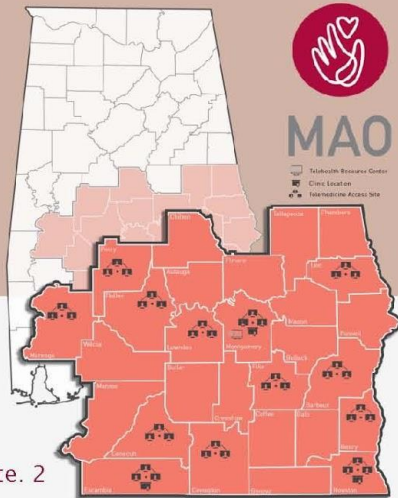 MAO
Telehealth Resource Center
Clinic Location
Telemedicine Access Site
Chilton
Tallapoosa
Chambers
Perry
Autauga
Elmore
Lee
Dallas
Macon
Lowndes
Montgomery
Russell
Marengo
Wilcox
Bullock
Butler
Pike
Monroe
Barbour
Crenshaw
Coffee
Dale
Henry
Conecuh
Escambia
Covington
Geneva
Houston
te. 2